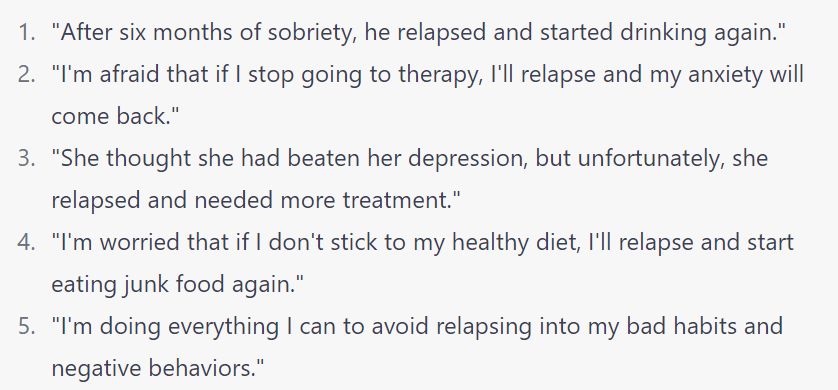 1. "After six months of sobriety, he relapsed and started drinking again."
2. "I'm afraid that if I stop going to therapy, I'll relapse and my anxiety will
come back."
3. "She thought she had beaten her depression, but unfortunately, she
relapsed and needed more treatment."
4. "I'm worried that if I don't stick to my healthy diet, I'll relapse and start
eating junk food again."
5. "I'm doing everything I can to avoid relapsing into my bad habits and
negative behaviors."